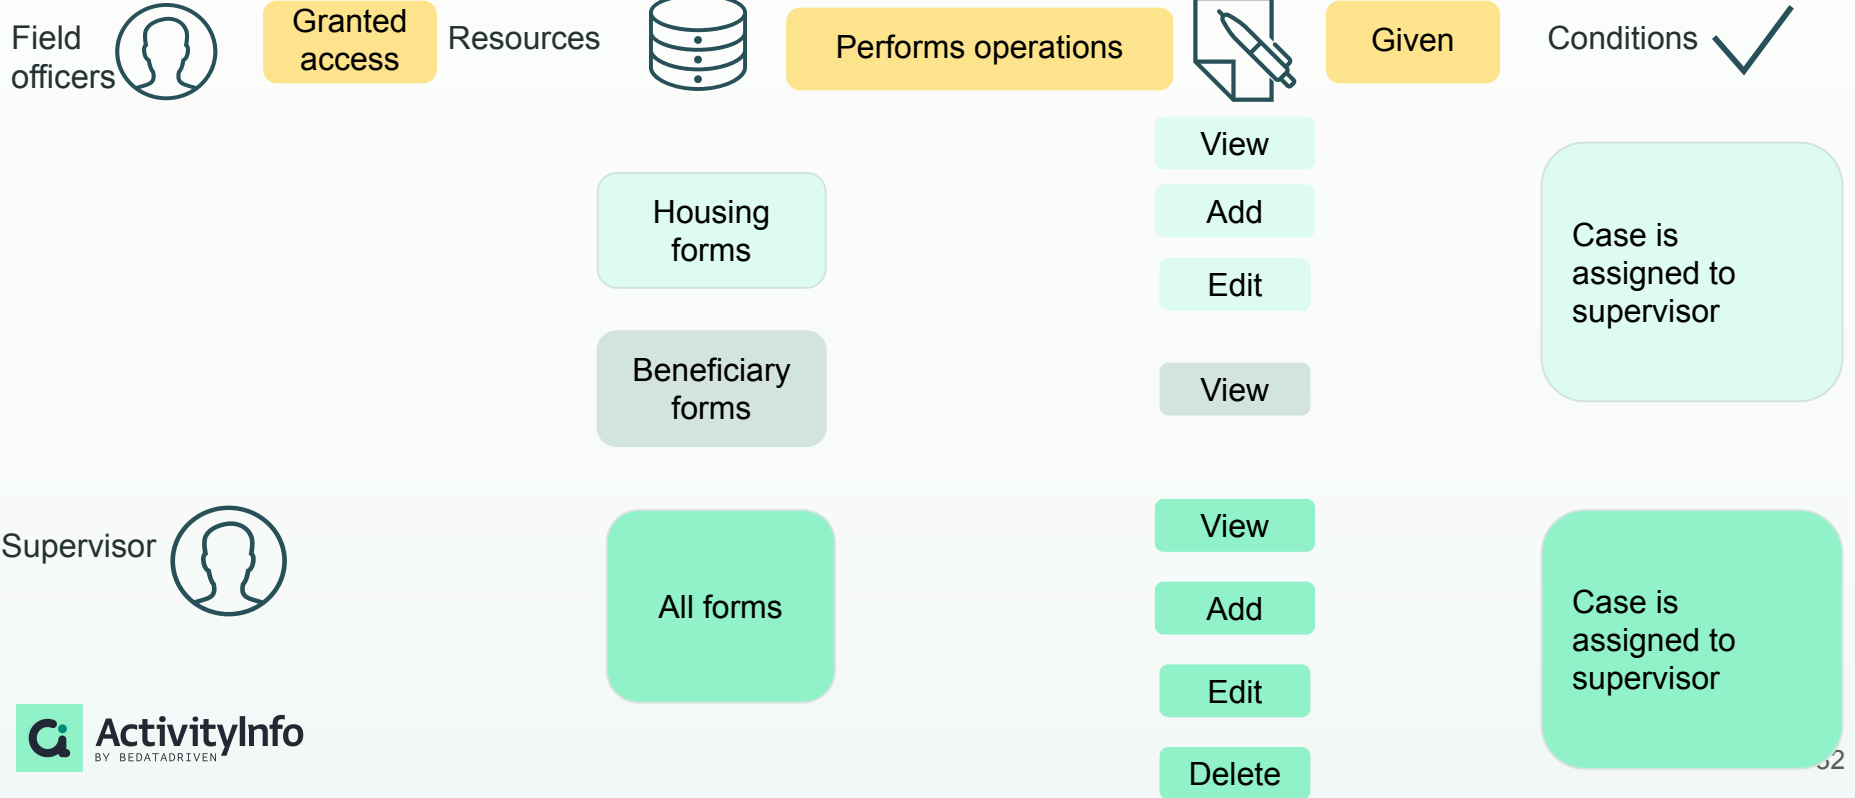 Field
officers
Granted
access
Resources
Performs operations
Given
Conditions
View
Add
Edit
Housing
forms
Case is
assigned to
supervisor
Beneficiary
forms
View
Supervisor
All forms
View
Add
Edit
Delete
Case is
assigned to
supervisor
ActivityInfo
BY BEDATADRIVEN